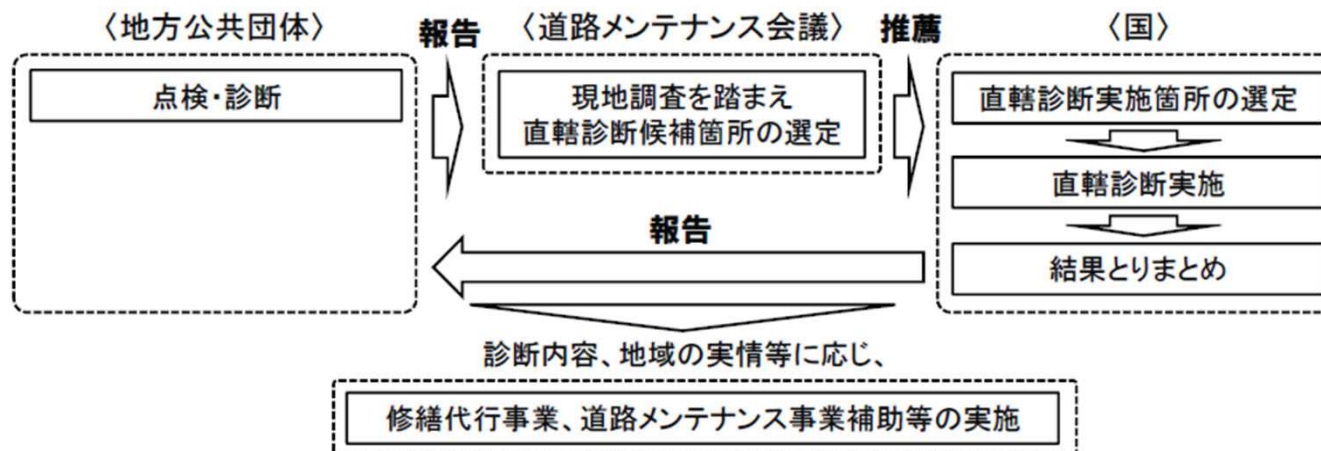 〈地方公共団体〉
点検・診断
報告
〈道路メンテナンス会議〉
現地調査を踏まえ
直轄診断候補箇所の選定
推薦
〈国〉
直轄診断実施箇所の選定
直轄診断実施
結果とりまとめ
報告
診断内容、地域の実情等に応じ、
修繕代行事業、道路メンテナンス事業補助等の実施